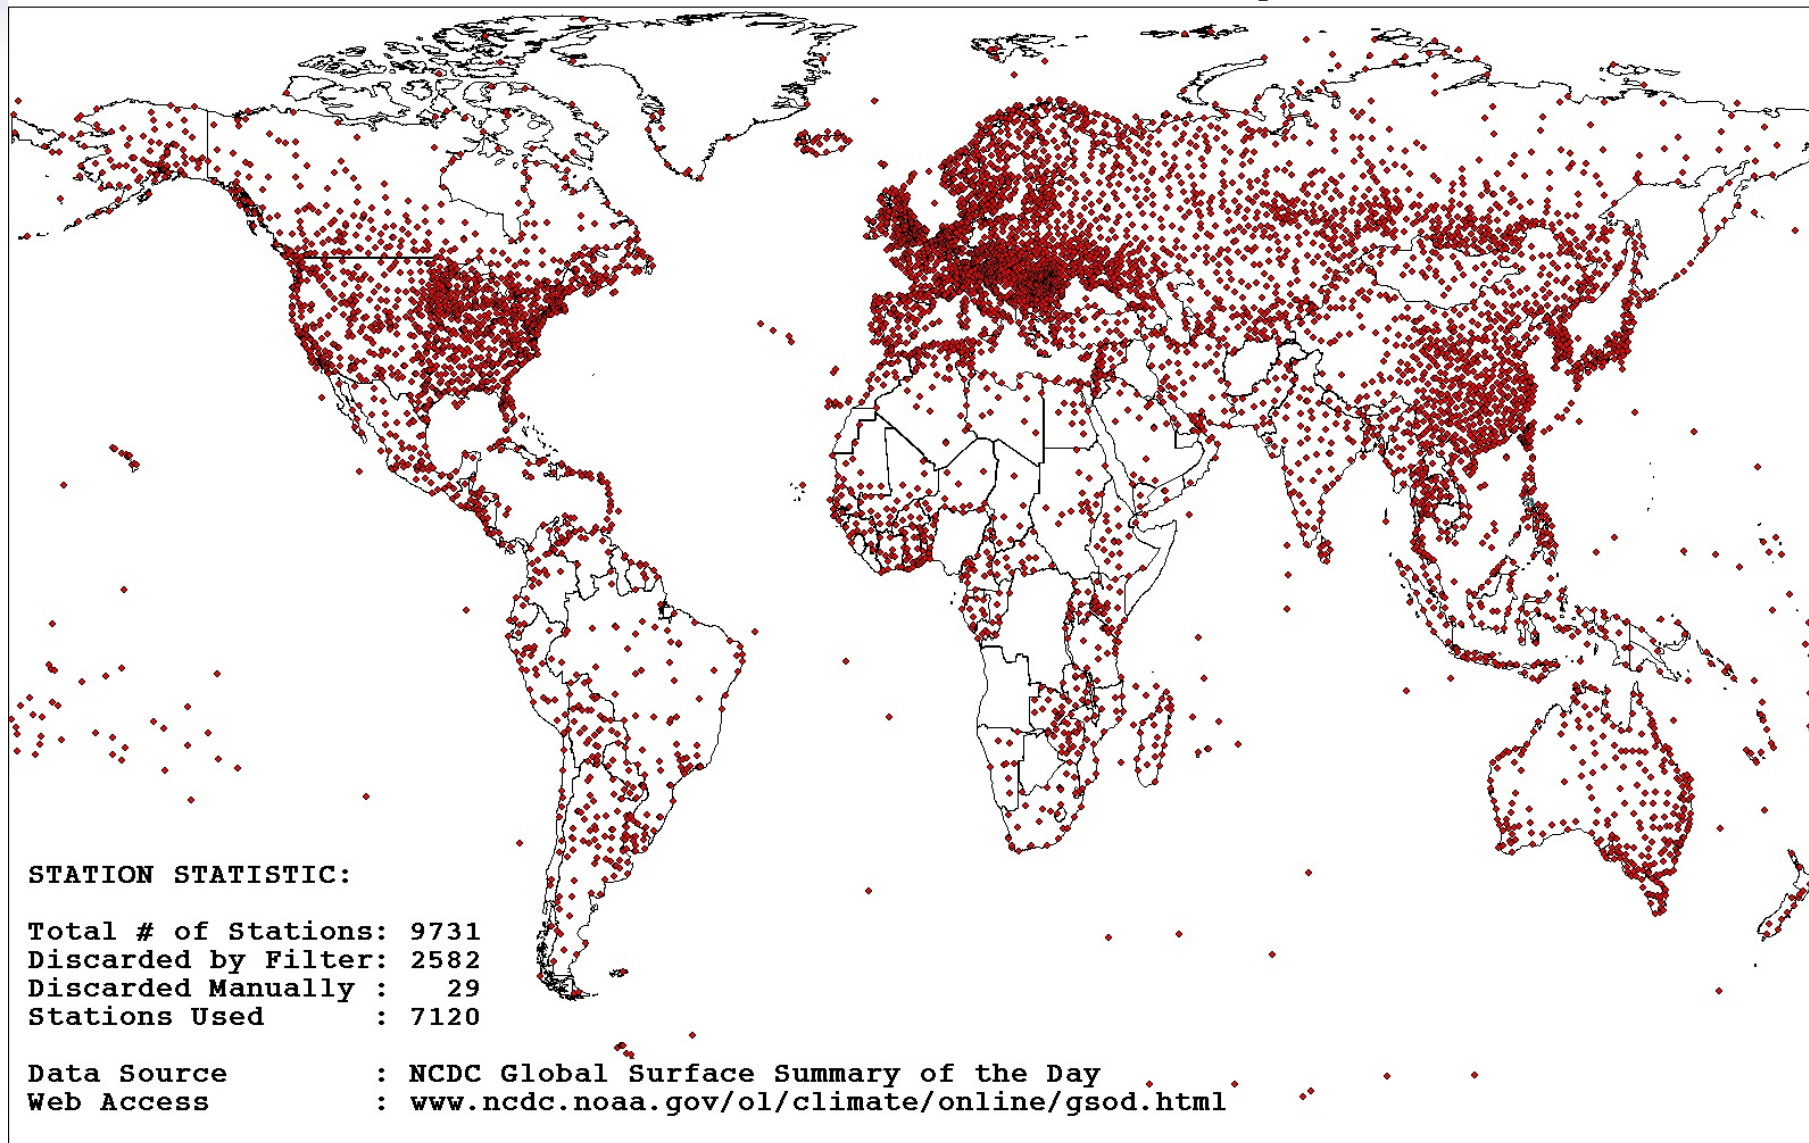 STATION STATISTIC:
Total # of Stations: 9731
Discarded by Filter: 2582
Discarded Manually : 29
Stations Used : 7120
Data Source : NCDC Global Surface Summary of the Day
Web Access : www.ncdc.noaa.gov/ol/climate/online/gsod.html